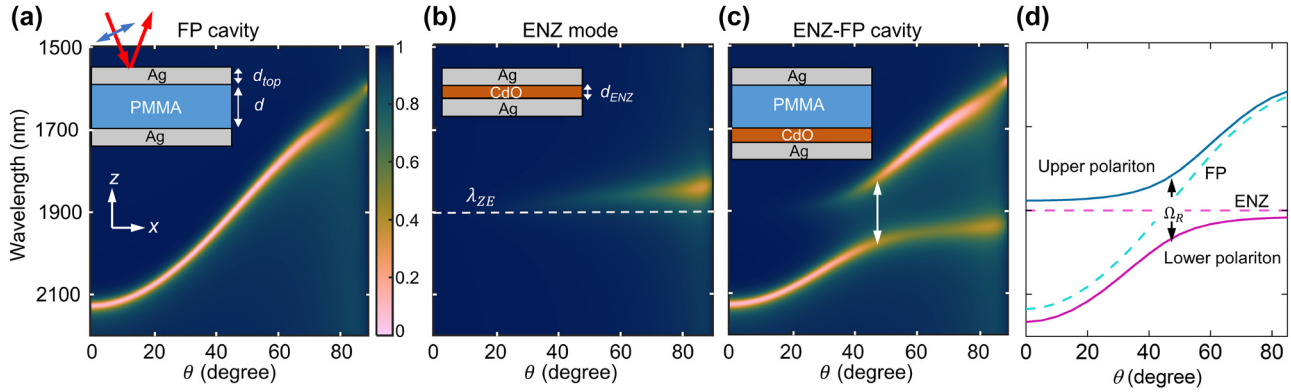 (a)
FP cavity
Ag
PMMA
Ag
d_top
d
z
x
1500
1700
1900
2100
Wavelength (nm)
0 20 40 60 80
θ (degree)
1
0.8
0.6
0.4
0.2
0
(b)
ENZ mode
Ag
CdO
Ag
d_ENZ
λ_ZE
0 20 40 60 80
θ (degree)
(c)
ENZ-FP cavity
Ag
PMMA
CdO
Ag
0 20 40 60 80
θ (degree)
(d)
Upper polariton
FP
ENZ
Ω_R
Lower polariton
0 20 40 60 80
θ (degree)